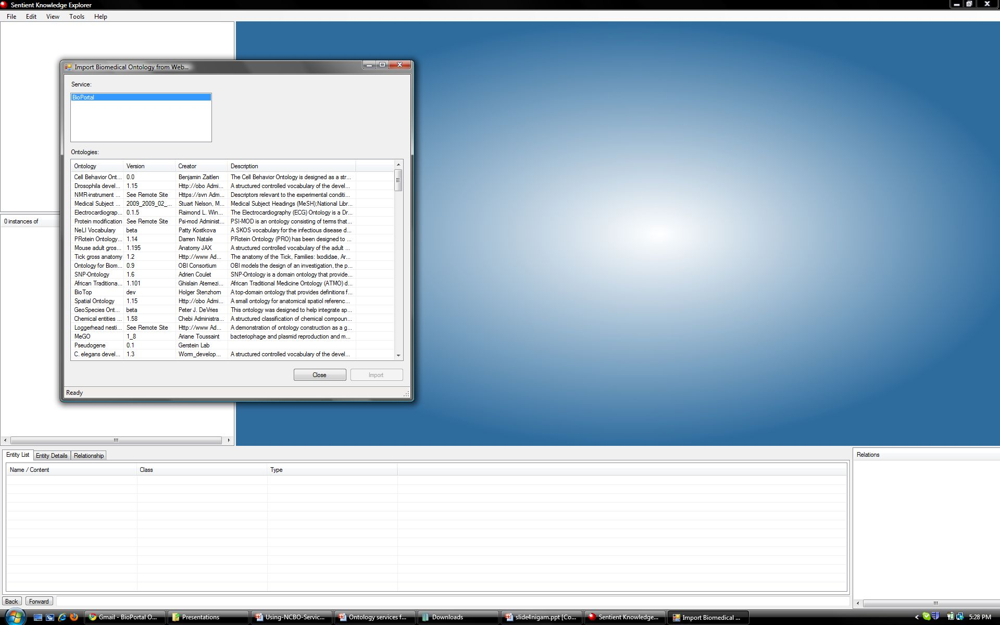 Sentient Knowledge Explorer
File Edit View Tools Help
Import Biomedical Ontology from Web...
Service:
BioPortal
Ontologies:
Ontology Version Creator Description
Cell Behavior Ont... 0.0 Benjamin Zaitlen The Cell Behavior Ontology is designed as a str...
Drosophila devel... 1.15 Http://obo Admi... A structured controlled vocabulary of the devel...
NMR-instrument ... See Remote Site Https://svn Adm... Descriptors relevant to the experimental conditi...
Medical Subject ... 2009_2009_02_... Stuart Nelson, M... Medical Subject Headings (MeSH);National Libr...
Electrocardiograp... 0.1.5 Raimond L. Win... The Electrocardiography (ECG) Ontology is a Dr...
Protein modification See Remote Site Psi-mod Administ... PSI-MOD is an ontology consisting of terms that...
NeLI Vocabulary beta Patty Kostkova A SKOS vocabulary for the infectious disease d...
PRotein Ontology... 1.14 Darren Natale PRotein Ontology (PRO) has been designed to ...
Mouse adult gros... 1.195 Anatomy JAX A structured controlled vocabulary of the adult ...
Tick gross anatomy 1.2 Http://www Ad... The anatomy of the Tick, Families: Ixodidae, Ar...
Ontology for Biom... 0.9 OBI Consortium OBI models the design of an investigation, the p...
SNP-Ontology 1.6 Adrien Coulet SNP-Ontology is a domain ontology that provide...
African Traditiona... 1.101 Ghislain Atemezi... African Traditional Medicine Ontology (ATMO) d...
BioTop dev Holger Stenzhorn A top-domain ontology that provides definitions f...
Spatial Ontology 1.15 Http://obo Admi... A small ontology for anatomical spatiol referenc...
GeoSpecies Ont... beta Peter J. DeVries This ontology was designed to help integrate sp...
Chemical entities ... 1.58 Chebi Administra... A structured classification of chemical compoun...
Loggerhead nesti... See Remote Site Http://www Ad... A demonstration of ontology construction as a g...
MeGO 1_8 Ariane Toussaint bacteriophage and plasmid reproduction and m...
Pseudogene 0.1 Gerstein Lab
C. elegans devel... 1.3 Worm_develop... A structured controlled vocabulary of the devel...
Close Import
Ready
0 instances of
Entity List Entity Details Relationship
Name / Content Class Type
Relations
Back Forward
Gmail - BioPortal O... Presentations Using-NCBO-Servic... Ontology services f... Downloads slide4nigam.ppt [Co... Sentient Knowledge... Import Biomedical ... 5:28 PM